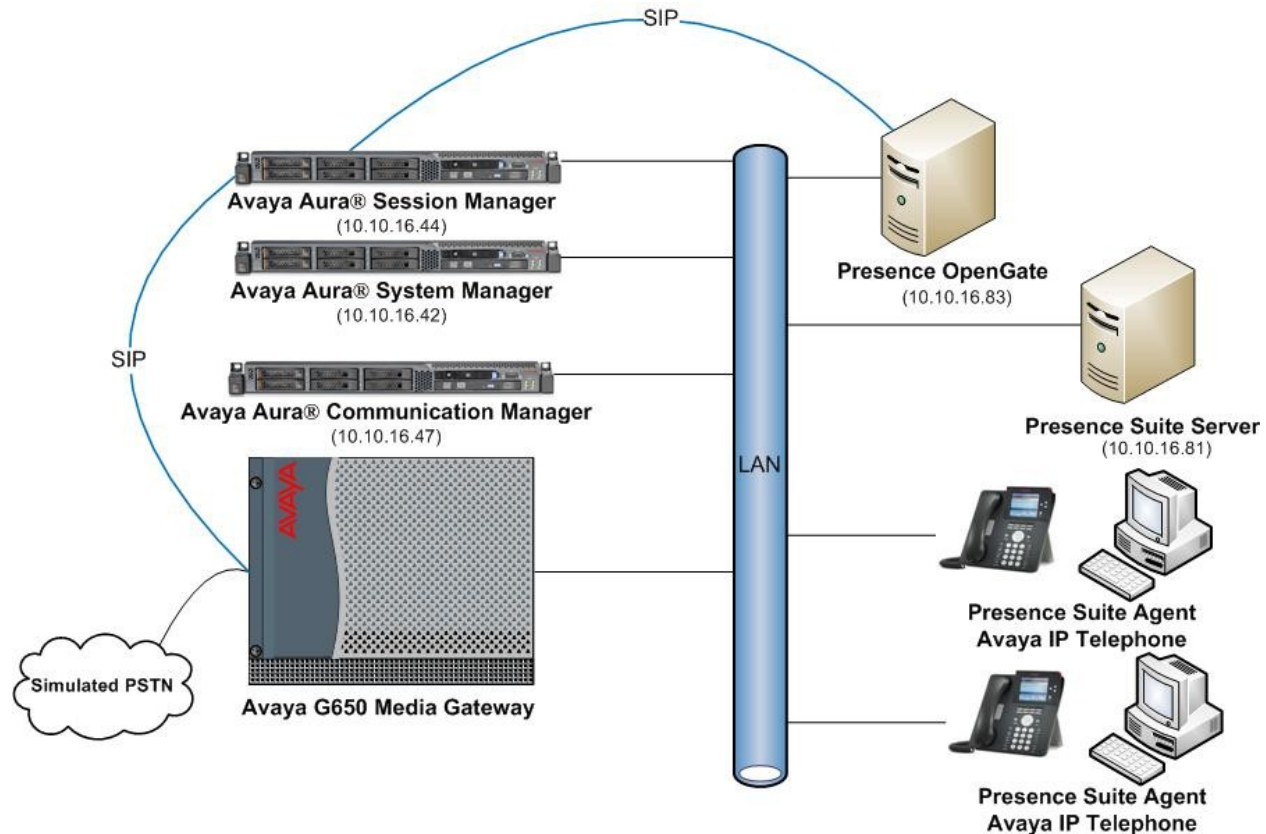 SIP
Avaya Aura® Session Manager
(10.10.16.44)
Avaya Aura® System Manager
(10.10.16.42)
SIP
Avaya Aura® Communication Manager
(10.10.16.47)
AVAYA
Avaya G650 Media Gateway
Simulated PSTN
LAN
Presence OpenGate
(10.10.16.83)
Presence Suite Server
(10.10.16.81)
Presence Suite Agent
Avaya IP Telephone
Presence Suite Agent
Avaya IP Telephone